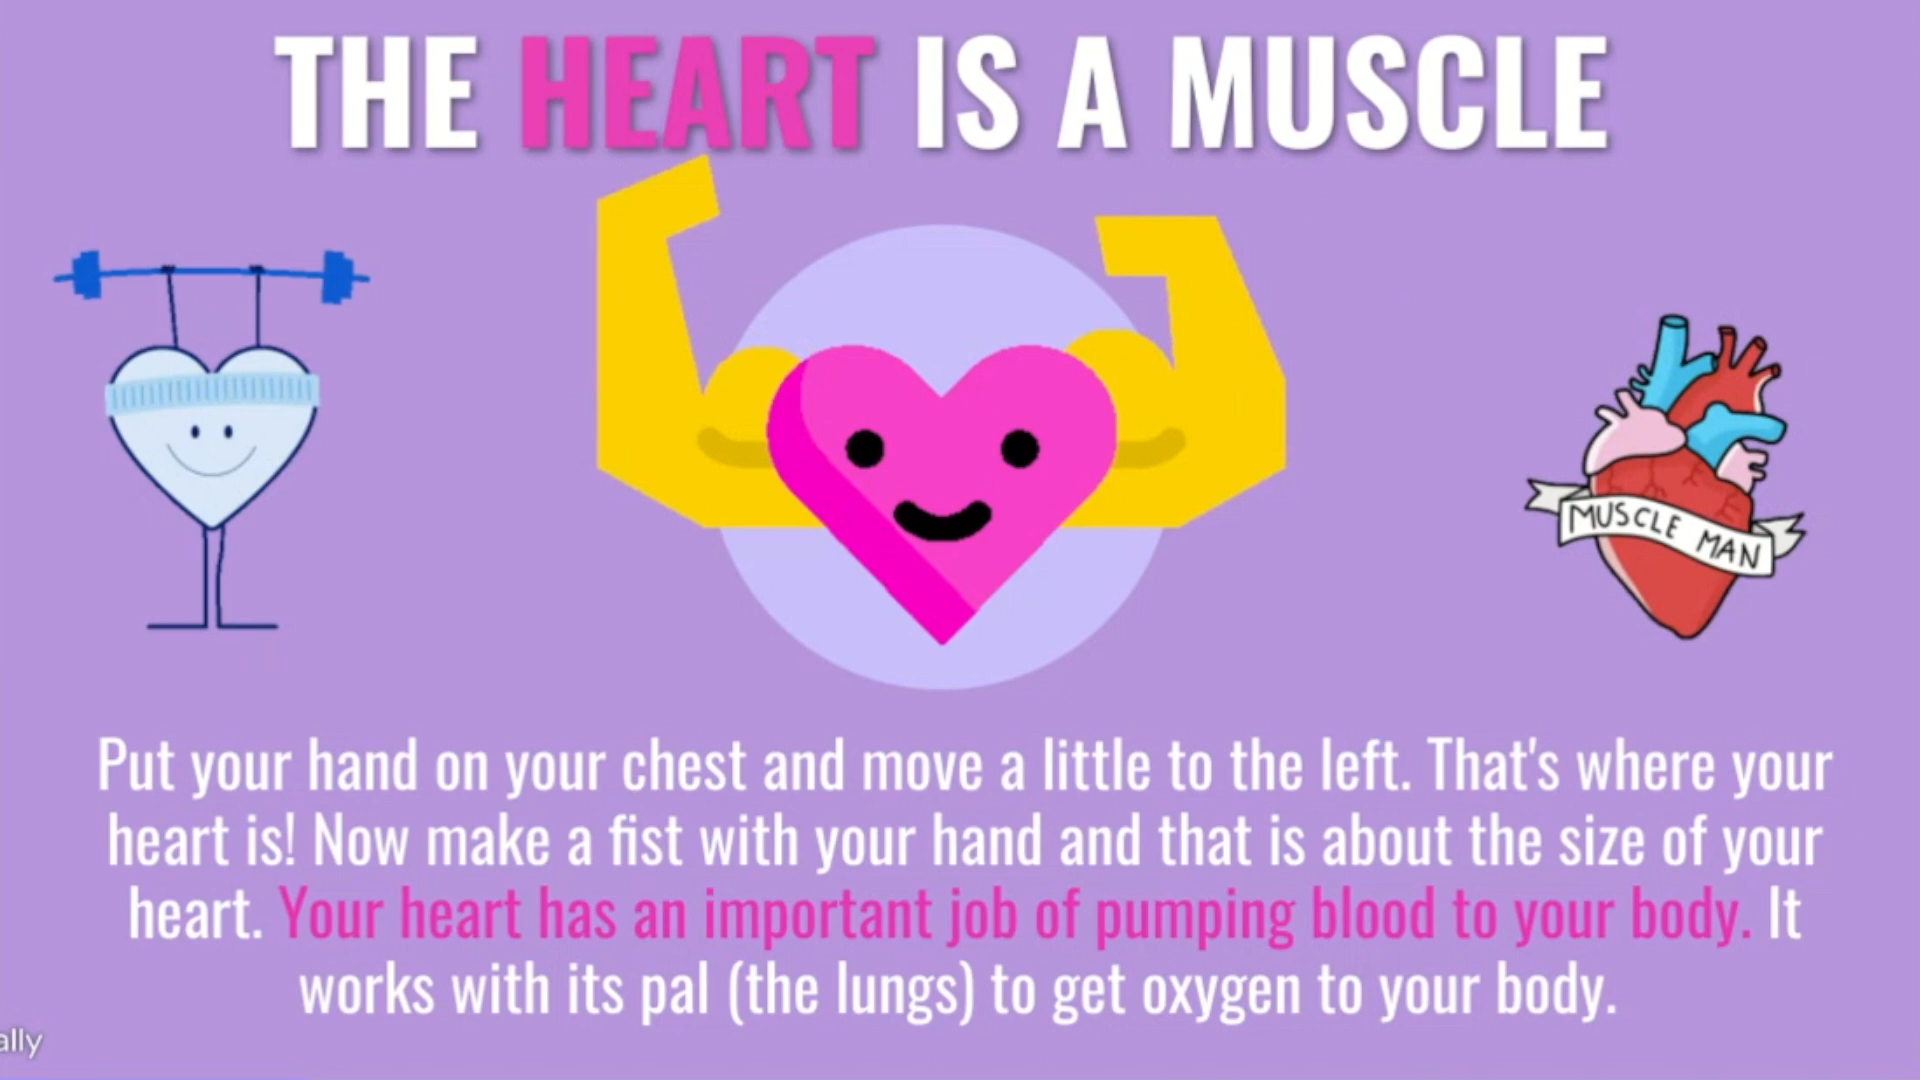 THE HEART IS A MUSCLE
MUSCLE MAN
Put your hand on your chest and move a little to the left. That's where your
heart is! Now make a fist with your hand and that is about the size of your
heart. Your heart has an important job of pumping blood to your body. It
works with its pal (the lungs) to get oxygen to your body.
ally